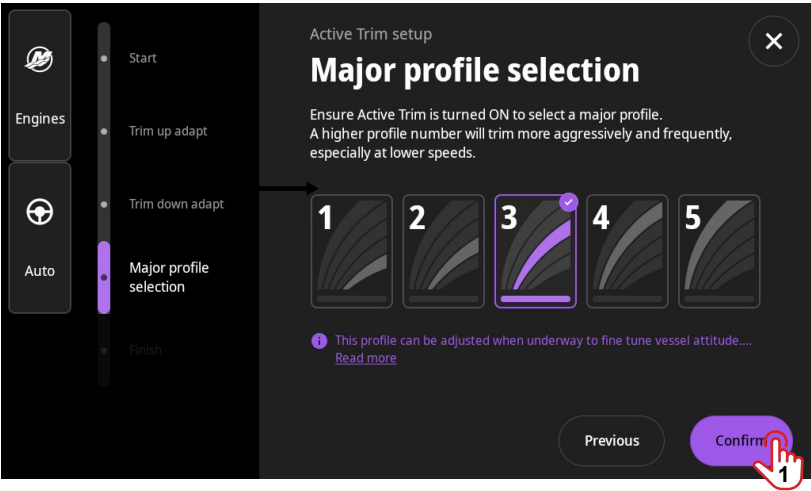 Engines
Auto
Start
Trim up adapt
Trim down adapt
Major profile
selection
Finish
Active Trim setup
Major profile selection
Ensure Active Trim is turned ON to select a major profile.
A higher profile number will trim more aggressively and frequently,
especially at lower speeds.
1 2 3 4 5
This profile can be adjusted when underway to fine tune vessel attitude....
Read more
Previous
Confirm
1